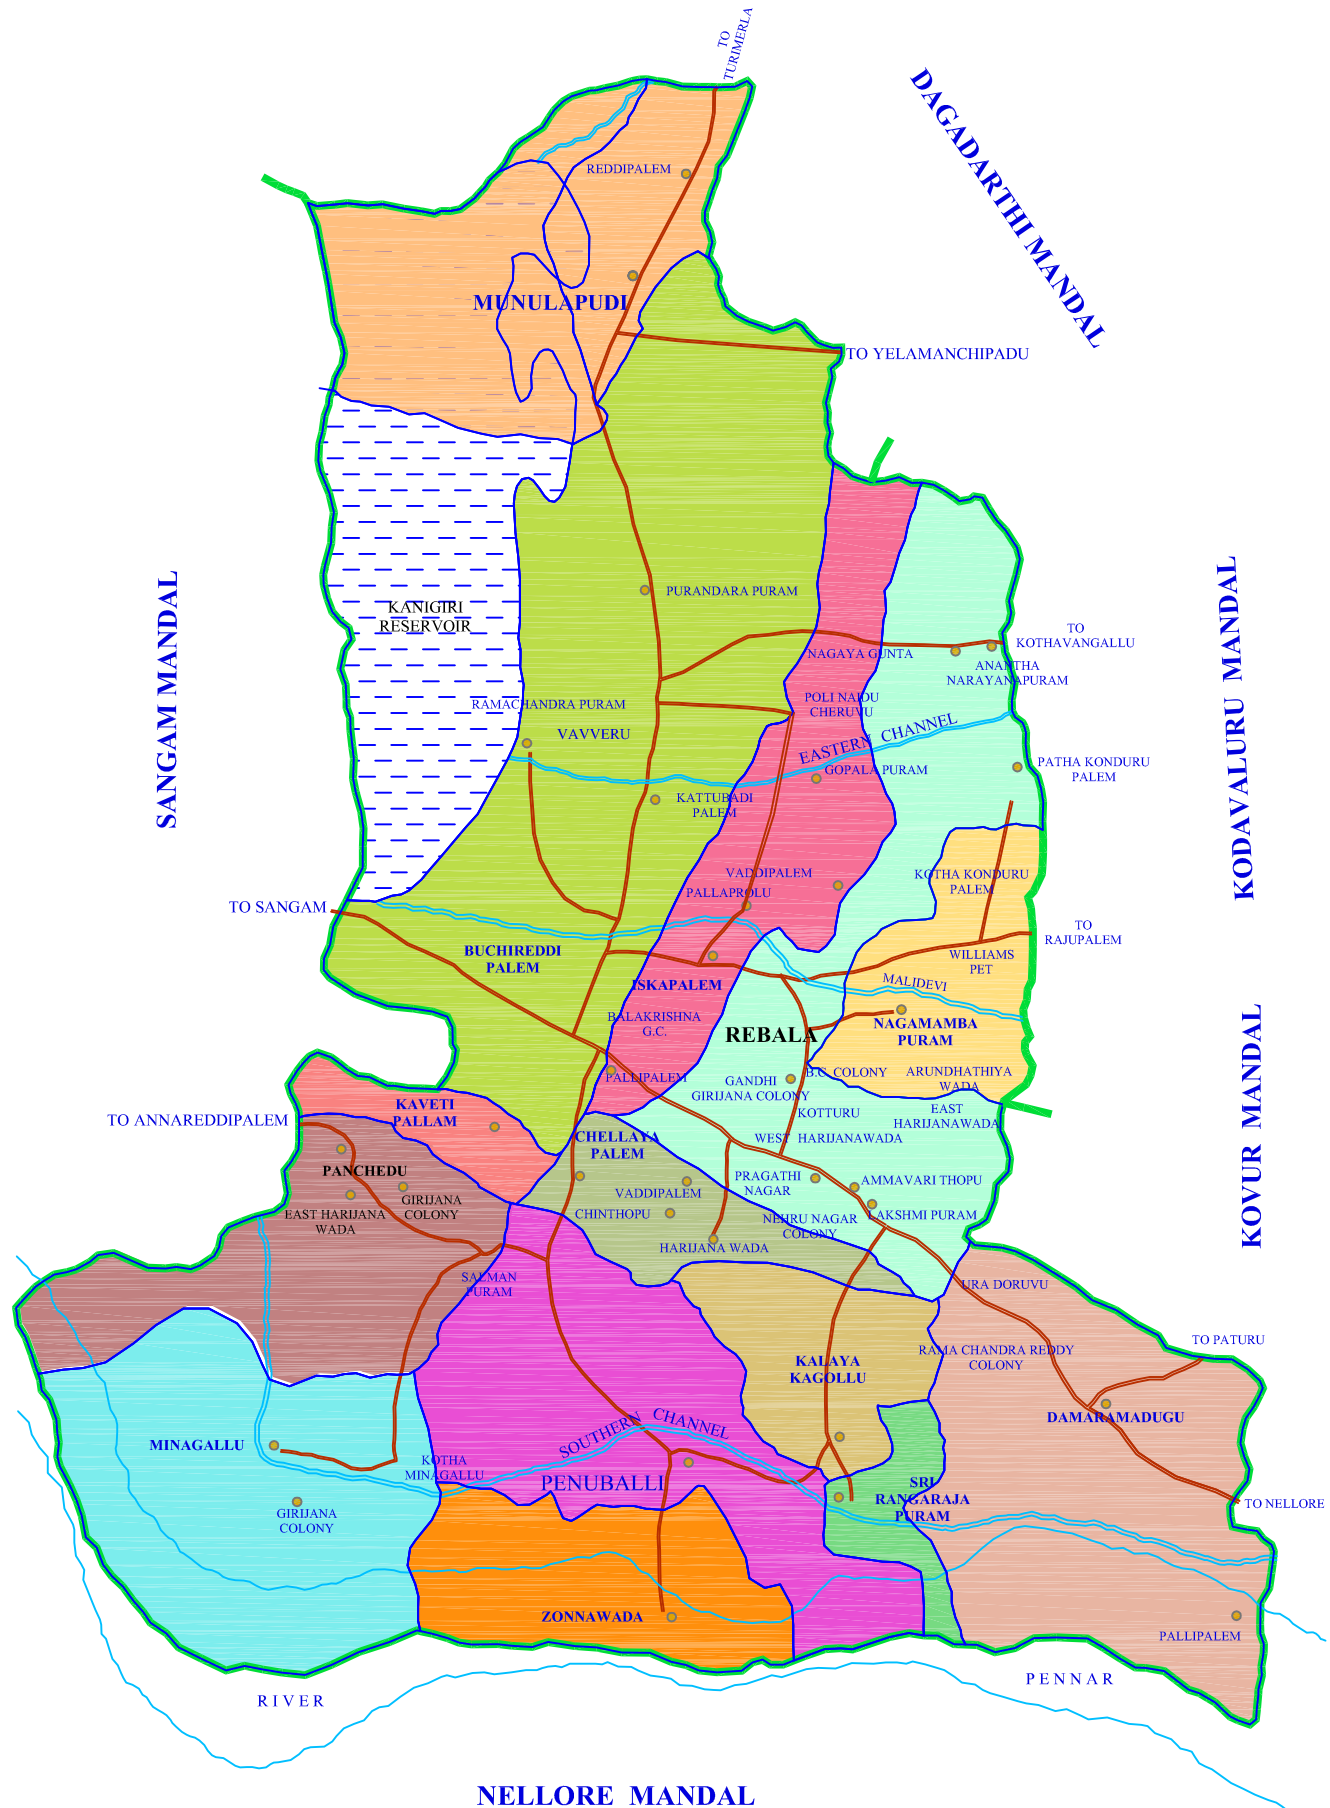 TO
TURIMERLA
DAGADARTHI MANDAL
REDDIPALEM
MUNULAPUDI
TO YELAMANCHIPADU
SANGAM MANDAL
KODAVALURU MANDAL
KANIGIRI
RESERVOIR
PURANDARA PURAM
NAGAYA GUNTA
TO
KOTHAVANGALLU
ANANTHA
NARAYANAPURAM
RAMACHANDRA PURAM
POLI NAIDU
CHERUVU
VAVVERU
EASTERN CHANNEL
GOPALA PURAM
PATHA KONDURU
PALEM
KATTUBADI
PALEM
VADDIPALEM
KOTHA KONDURU
PALEM
PALLAPROLU
TO SANGAM
TO
RAJUPALEM
BUCHIREDDI
PALEM
WILLIAMS
PET
ISKAPALEM
MALIDEVI
BALAKRISHNA
G.C.
REBALA
NAGAMAMBA
PURAM
KOVUR MANDAL
PALLIPALEM
GANDHI
GIRIJANA COLONY
B.C. COLONY
ARUNDHATHIYA
WADA
KAVETI
PALLAM
TO ANNAREDDIPALEM
KOTTURU
EAST
HARIJANAWADA
CHELLAYA
PALEM
WEST HARIJANAWADA
PANCHEDU
GIRIJANA
COLONY
EAST HARIJANA
WADA
VADDIPALEM
PRAGATHI
NAGAR
AMMAVARI THOPU
CHINTHOPU
NEHRU NAGAR
COLONY
LAKSHMI PURAM
HARIJANA WADA
SALMAN
PURAM
URA DORUVU
TO PATURU
RAMA CHANDRA REDDY
COLONY
KALAYA
KAGOLLU
DAMARAMADUGU
MINAGALLU
SOUTHERN CHANNEL
KOTHA
MINAGALLU
PENUBALLI
SRI
RANGARAJA
PURAM
TO NELLORE
GIRIJANA
COLONY
ZONNAWADA
PALLIPALEM
RIVER
PENNAR
NELLORE MANDAL